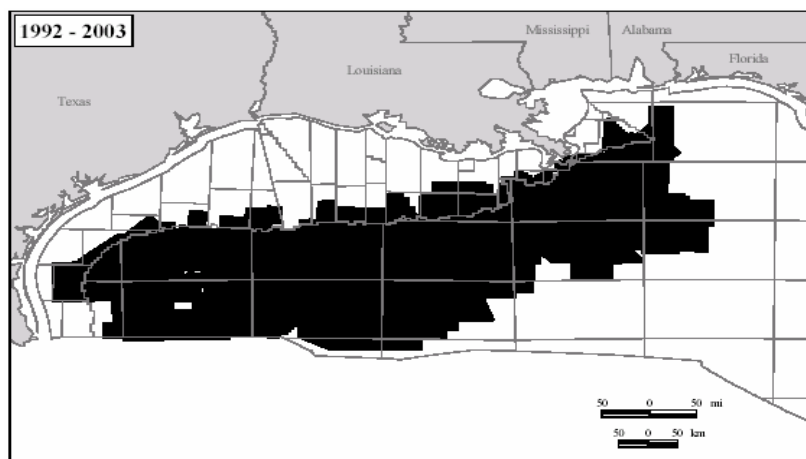 1992 - 2003
Mississippi
Alabama
Florida
Louisiana
Texas
50 0 50 mi
50 0 50 km